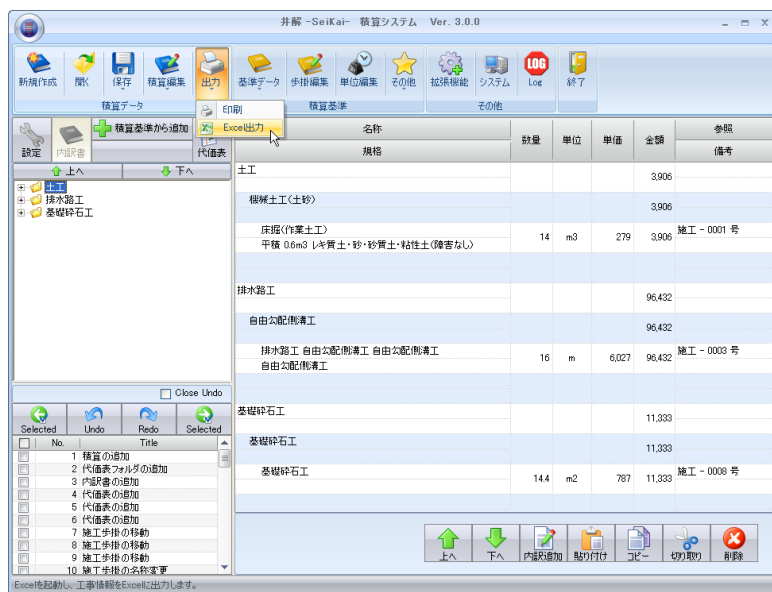 井解 -SeiKai- 積算システム Ver. 3.0.0
新規作成 開く 保存 積算編集 出力 基準データ 歩掛編集 単位編集 その他 拡張機能 システム LOG Log 終了
積算データ 積算基準 その他
印刷
Excel出力
設定 内訳書 積算基準から追加 代価表
上へ 下へ
土工
排水路工
基礎砕石工
名称 数量 単位 単価 金額 参照
規格 備考
土工 3,906
機械土工(土砂) 3,906
床掘(作業土工) 14 m3 279 3,906 施工 - 0001 号
平積 0.6m3 レキ質土・砂・砂質土・粘性土(障害なし)
排水路工 96,432
自由勾配側溝工 96,432
排水路工 自由勾配側溝工 自由勾配側溝工 16 m 6,027 96,432 施工 - 0003 号
自由勾配側溝工
基礎砕石工 11,333
基礎砕石工 11,333
基礎砕石工 14.4 m2 787 11,333 施工 - 0008 号
Close Undo
Selected Undo Redo Selected
No. Title
1 積算の追加
2 代価表フォルダの追加
3 内訳書の追加
4 代価表の追加
5 代価表の追加
6 代価表の追加
7 施工歩掛の移動
8 施工歩掛の移動
9 施工歩掛の移動
10 施工歩掛の名称変更
上へ 下へ 内訳追加 貼り付け コピー 切り取り 削除
Excelを起動し、工事情報をExcelに出力します。